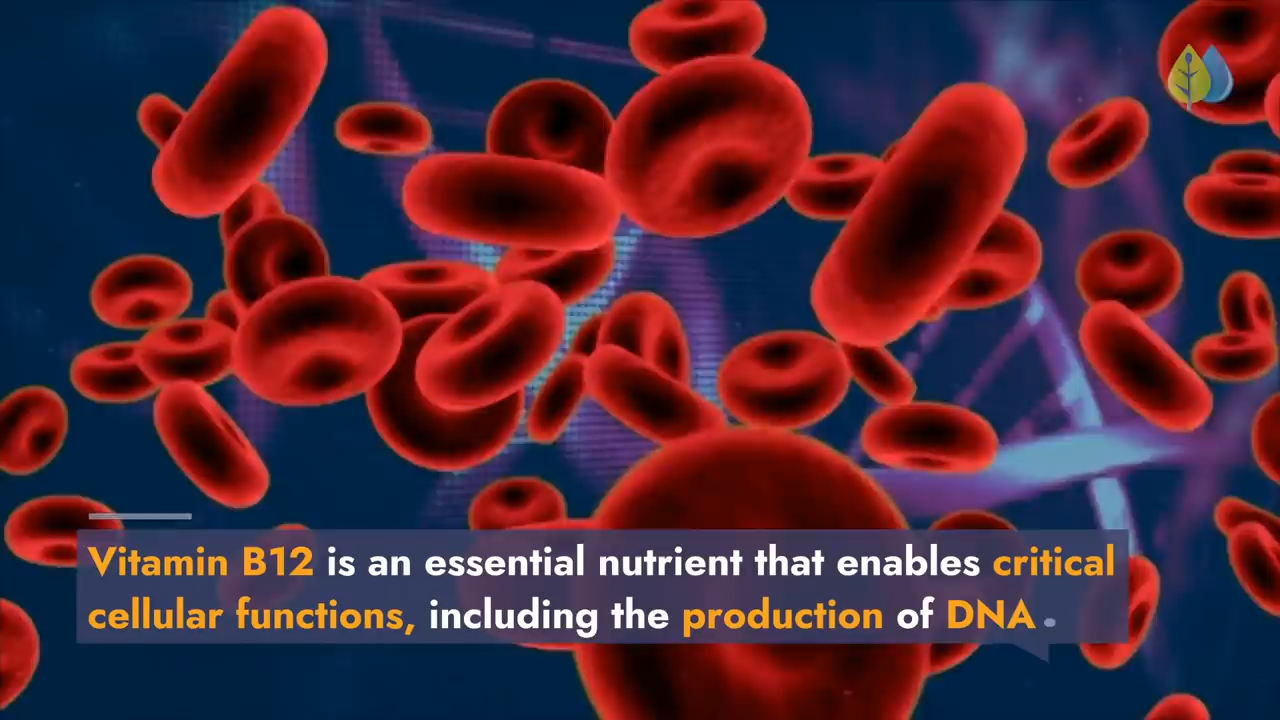 Vitamin B12 is an essential nutrient that enables critical
cellular functions, including the production of DNA.